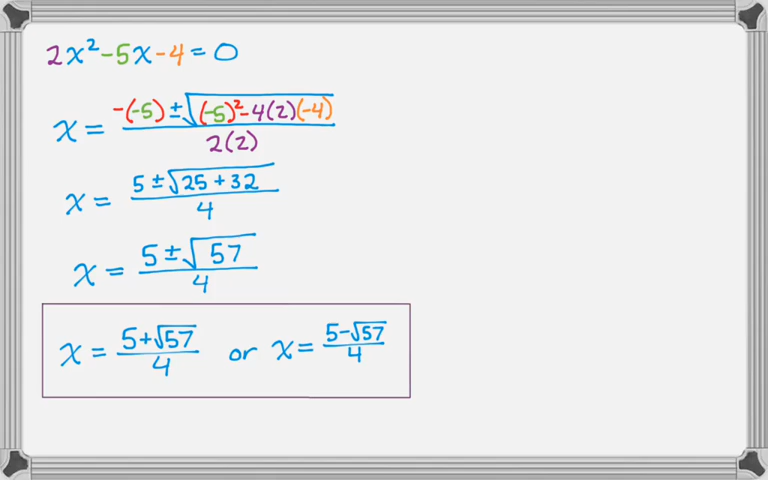 2x² - 5x - 4 = 0
x = (-(-5) ± √((-5)² - 4(2)(-4))) / 2(2)
x = (5 ± √(25 + 32)) / 4
x = (5 ± √57) / 4
x = (5 + √57) / 4 or x = (5 - √57) / 4